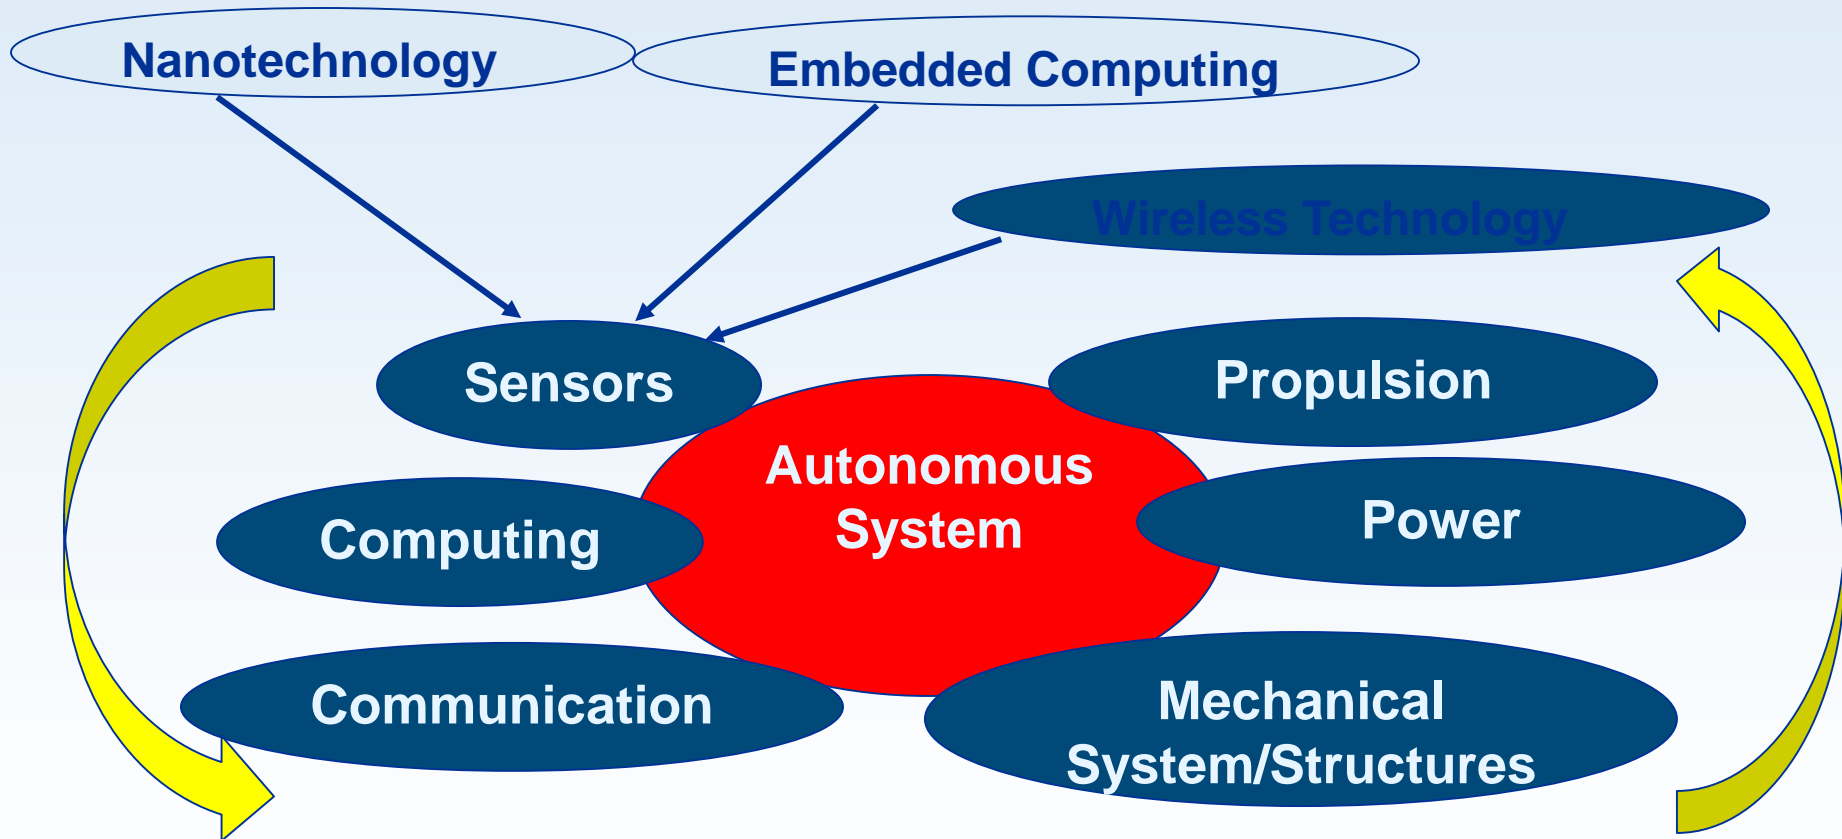 Nanotechnology
Embedded Computing
Wireless Technology
Sensors
Propulsion
Autonomous
System
Computing
Power
Communication
Mechanical
System/Structures